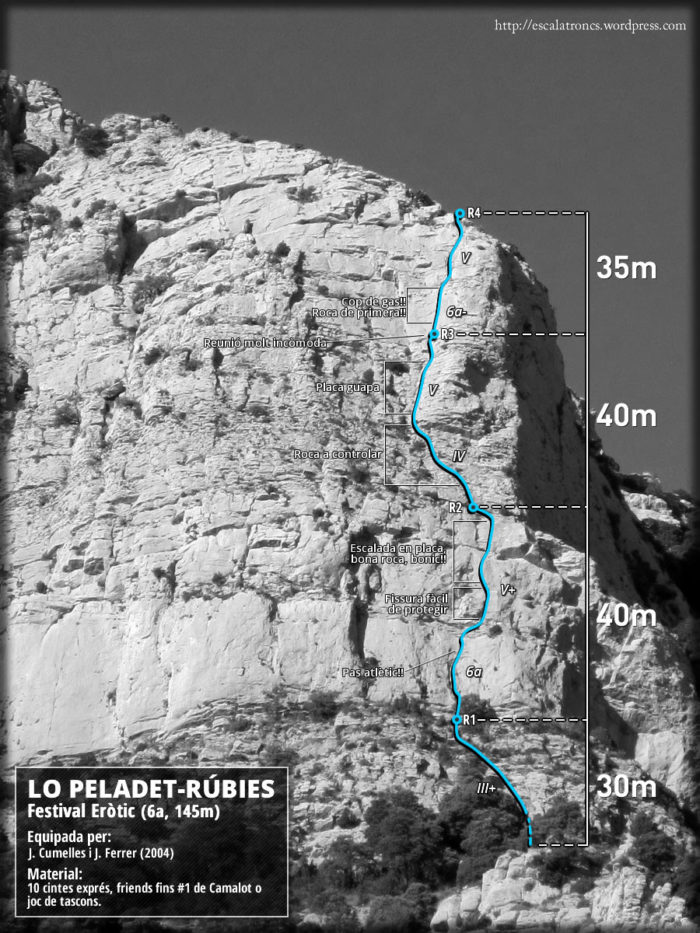 http://escalatroncs.wordpress.com
R4
V
35m
Cop de gas!!
Roca de primera!!
6a-
R3
Reunió molt incòmoda
Placa guapa
V
40m
Roca a controlar
IV
R2
Escalada en placa,
bona roca, bonic!!
V+
Fissura fàcil
de protegir
40m
Pas atlètic!!
6a
R1
III+
30m
LO PELADET-RÚBIES
Festival Eròtic (6a, 145m)
Equipada per:
J. Cumelles i J. Ferrer (2004)
Material:
10 cintes exprés, friends fins #1 de Camalot o
joc de tascons.